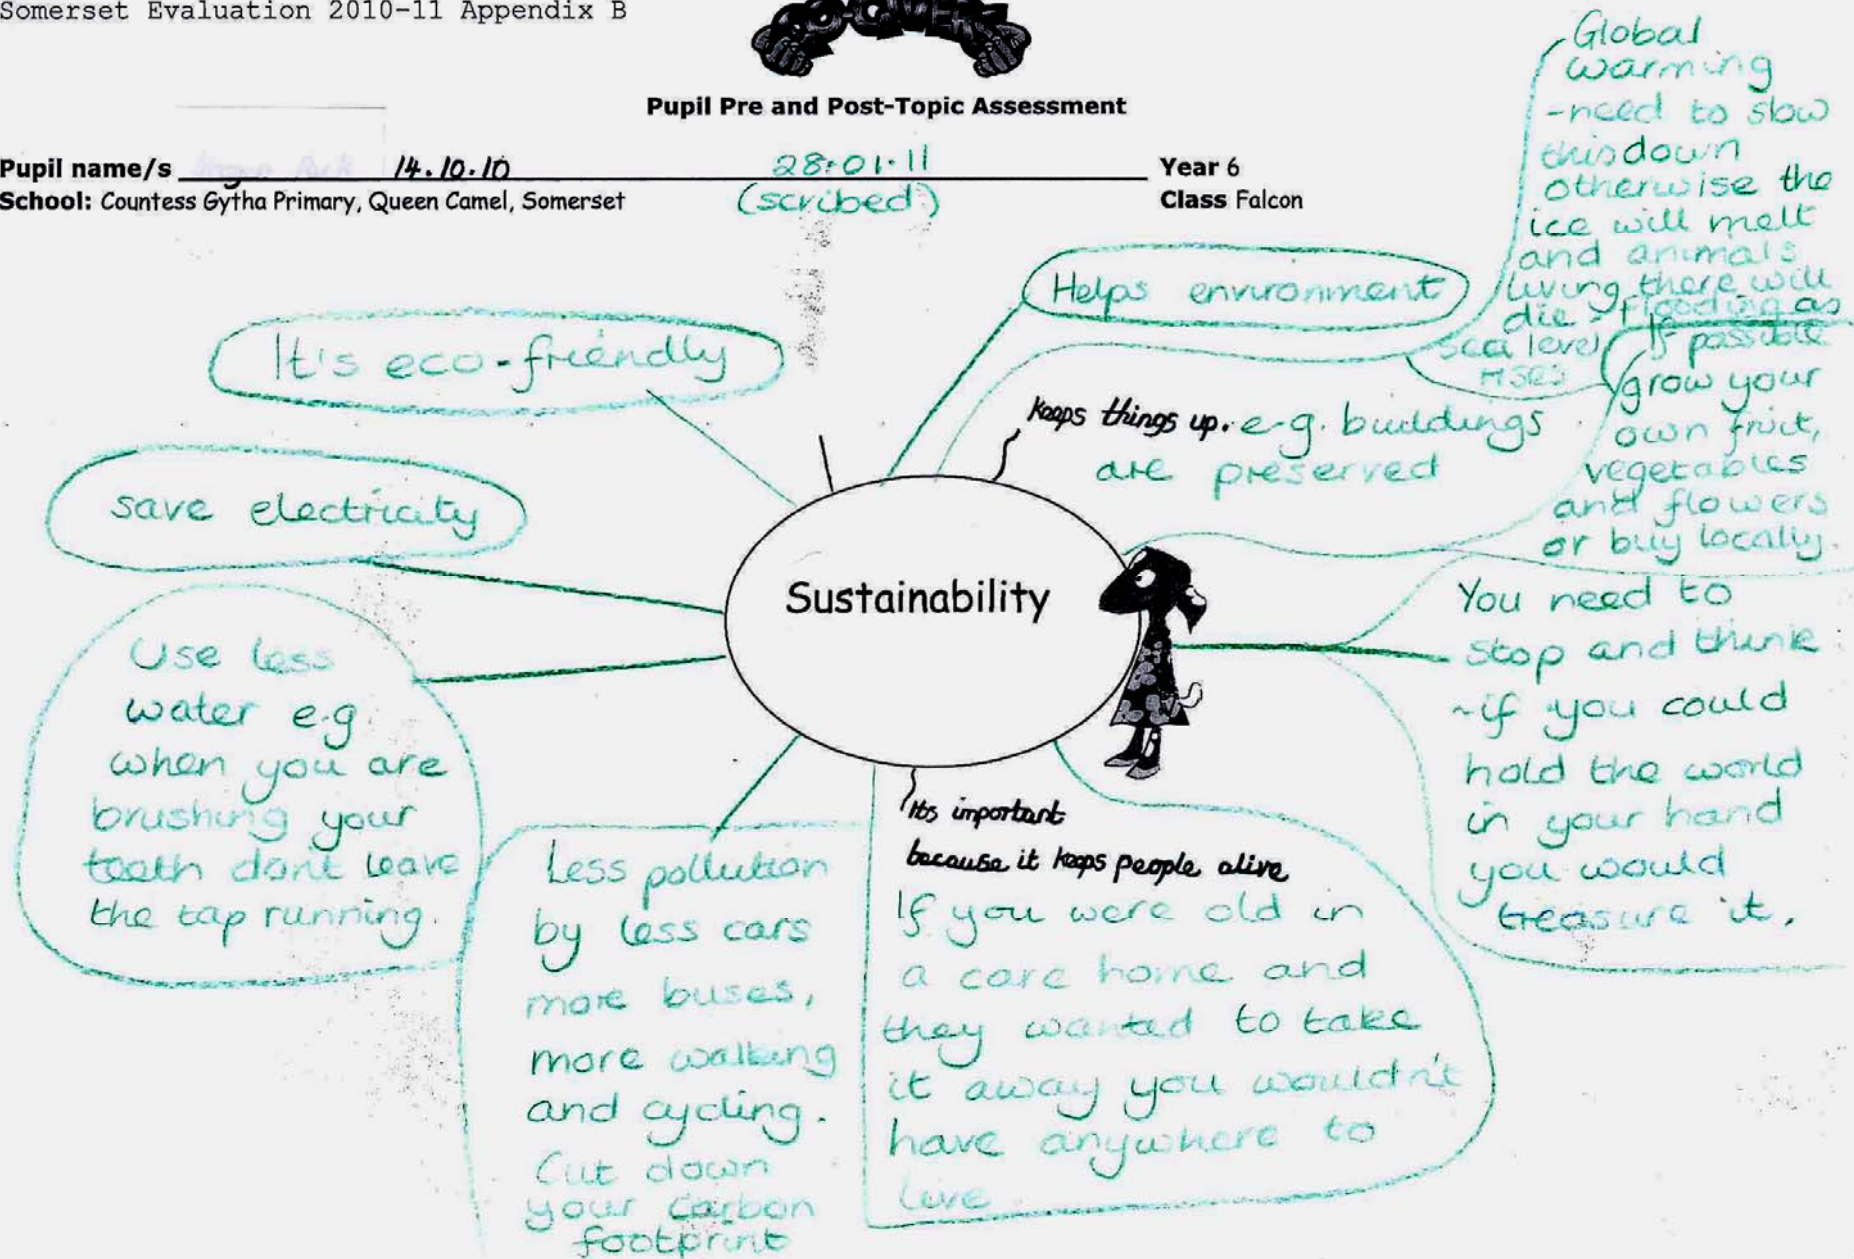 Somerset Evaluation 2010-11 Appendix B
Pupil Pre and Post-Topic Assessment
Pupil name/s 14.10.10 28.01.11 Year 6
School: Countess Gytha Primary, Queen Camel, Somerset (scribed) Class Falcon
Global
warming
-need to slow
this down
otherwise the
ice will melt
and animals
living there will
die - flooding as
sea level
rises
Helps environment
It's eco-friendly
Keeps things up. e.g. buildings
are preserved
If possible
grow your
own fruit,
vegetables
and flowers
or buy locally.
save electricity
Sustainability
You need to
stop and think
-if you could
hold the world
in your hand
you would
treasure it.
Use less
water e.g
when you are
brushing your
teeth don't leave
the tap running.
Less pollution
by less cars
more buses,
more walking
and cycling.
Cut down
your carbon
footprint
Its important
because it keeps people alive
If you were old in
a care home and
they wanted to take
it away you wouldn't
have anywhere to
live